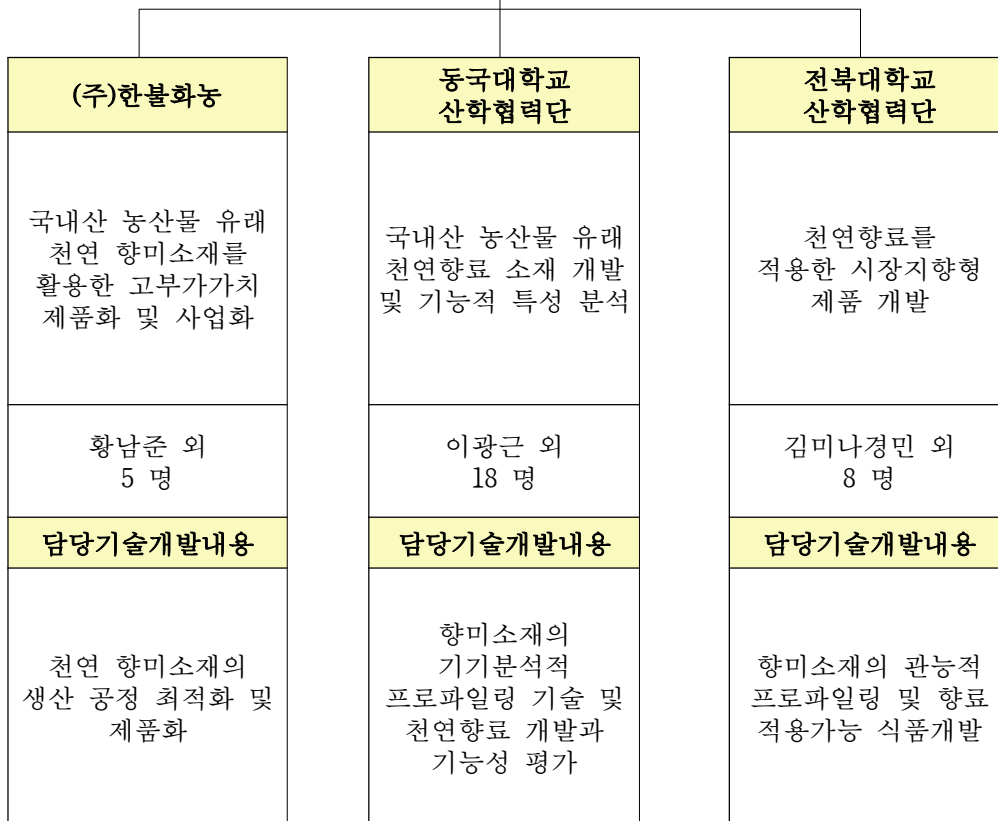 (주)한불화농
국내산 농산물 유래
천연 향미소재를
활용한 고부가가치
제품화 및 사업화
황남준 외
5 명
담당기술개발내용
천연 향미소재의
생산 공정 최적화 및
제품화
동국대학교
산학협력단
국내산 농산물 유래
천연향료 소재 개발
및 기능적 특성 분석
이광근 외
18 명
담당기술개발내용
향미소재의
기기분석적
프로파일링 기술 및
천연향료 개발과
기능성 평가
전북대학교
산학협력단
천연향료를
적용한 시장지향형
제품 개발
김미나경민 외
8 명
담당기술개발내용
향미소재의 관능적
프로파일링 및 향료
적용가능 식품개발